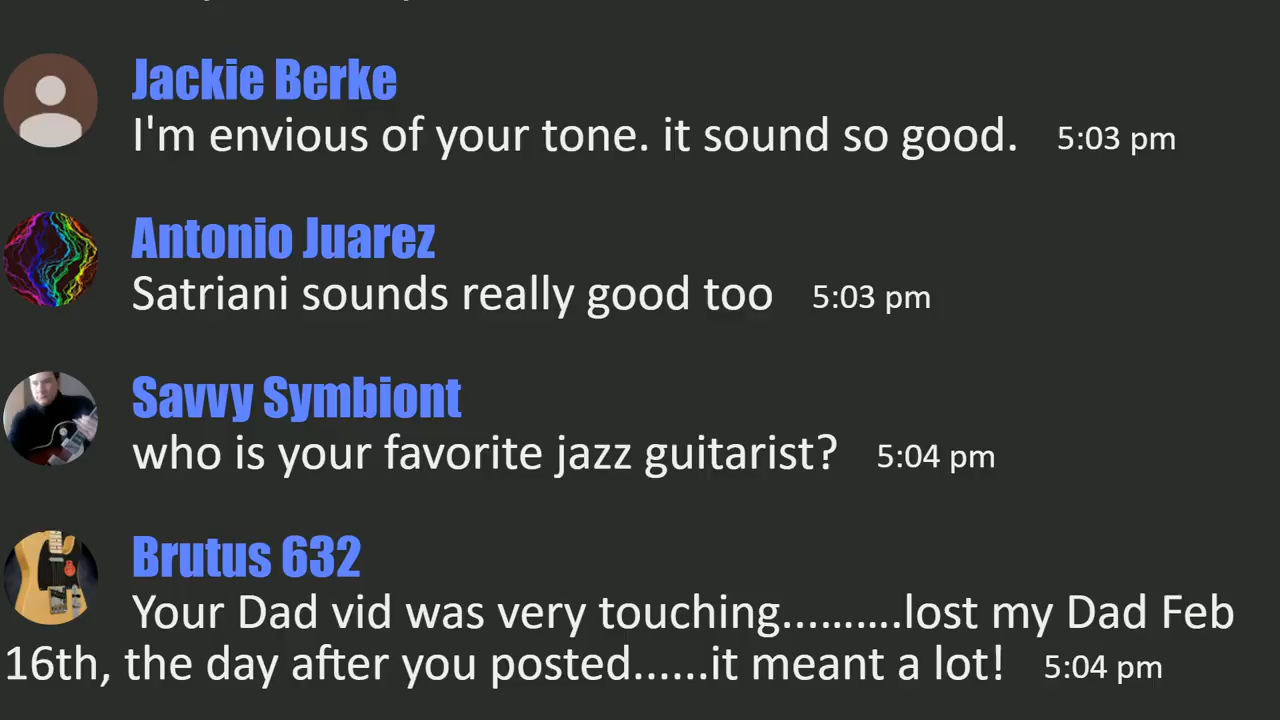 Jackie Berke
I'm envious of your tone. it sound so good. 5:03 pm
Antonio Juarez
Satriani sounds really good too 5:03 pm
Savvy Symbiont
who is your favorite jazz guitarist? 5:04 pm
Brutus 632
Your Dad vid was very touching..........lost my Dad Feb
16th, the day after you posted......it meant a lot! 5:04 pm